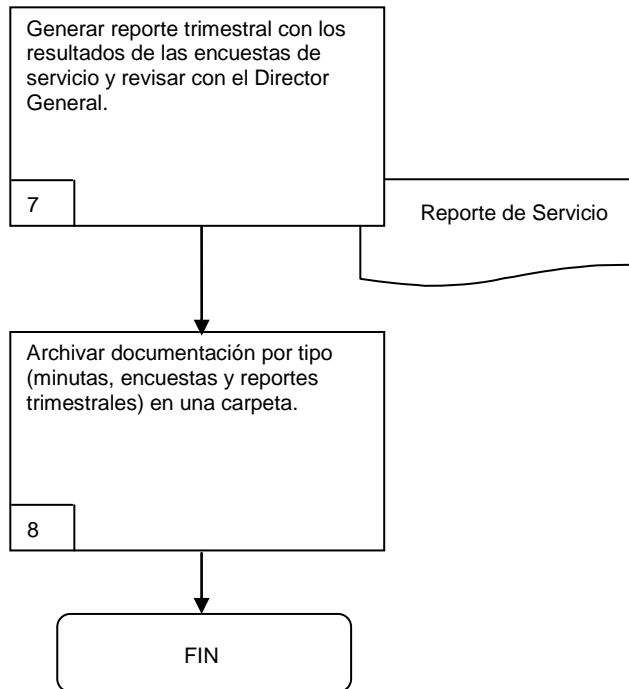 Generar reporte trimestral con los
resultados de las encuestas de
servicio y revisar con el Director
General.
7
Reporte de Servicio
Archivar documentación por tipo
(minutas, encuestas y reportes
trimestrales) en una carpeta.
8
FIN